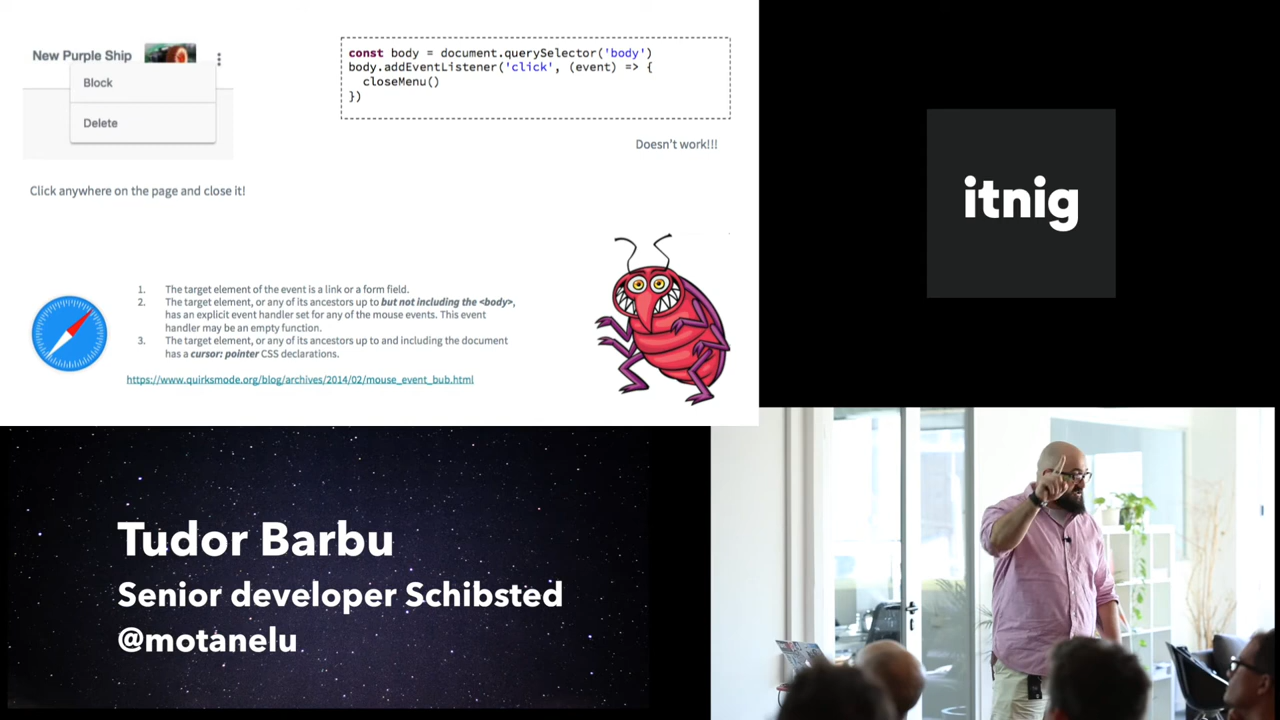 New Purple Ship
Block
Delete
Click anywhere on the page and close it!
const body = document.querySelector('body')
body.addEventListener('click', (event) => {
closeMenu()
})
Doesn't work!!!
1. The target element of the event is a link or a form field.
2. The target element, or any of its ancestors up to but not including the <body>,
has an explicit event handler set for any of the mouse events. This event
handler may be an empty function.
3. The target element, or any of its ancestors up to and including the document
has a cursor: pointer CSS declarations.
https://www.quirksmode.org/blog/archives/2014/02/mouse_event_bub.html
itnig
Tudor Barbu
Senior developer Schibsted
@motanelu